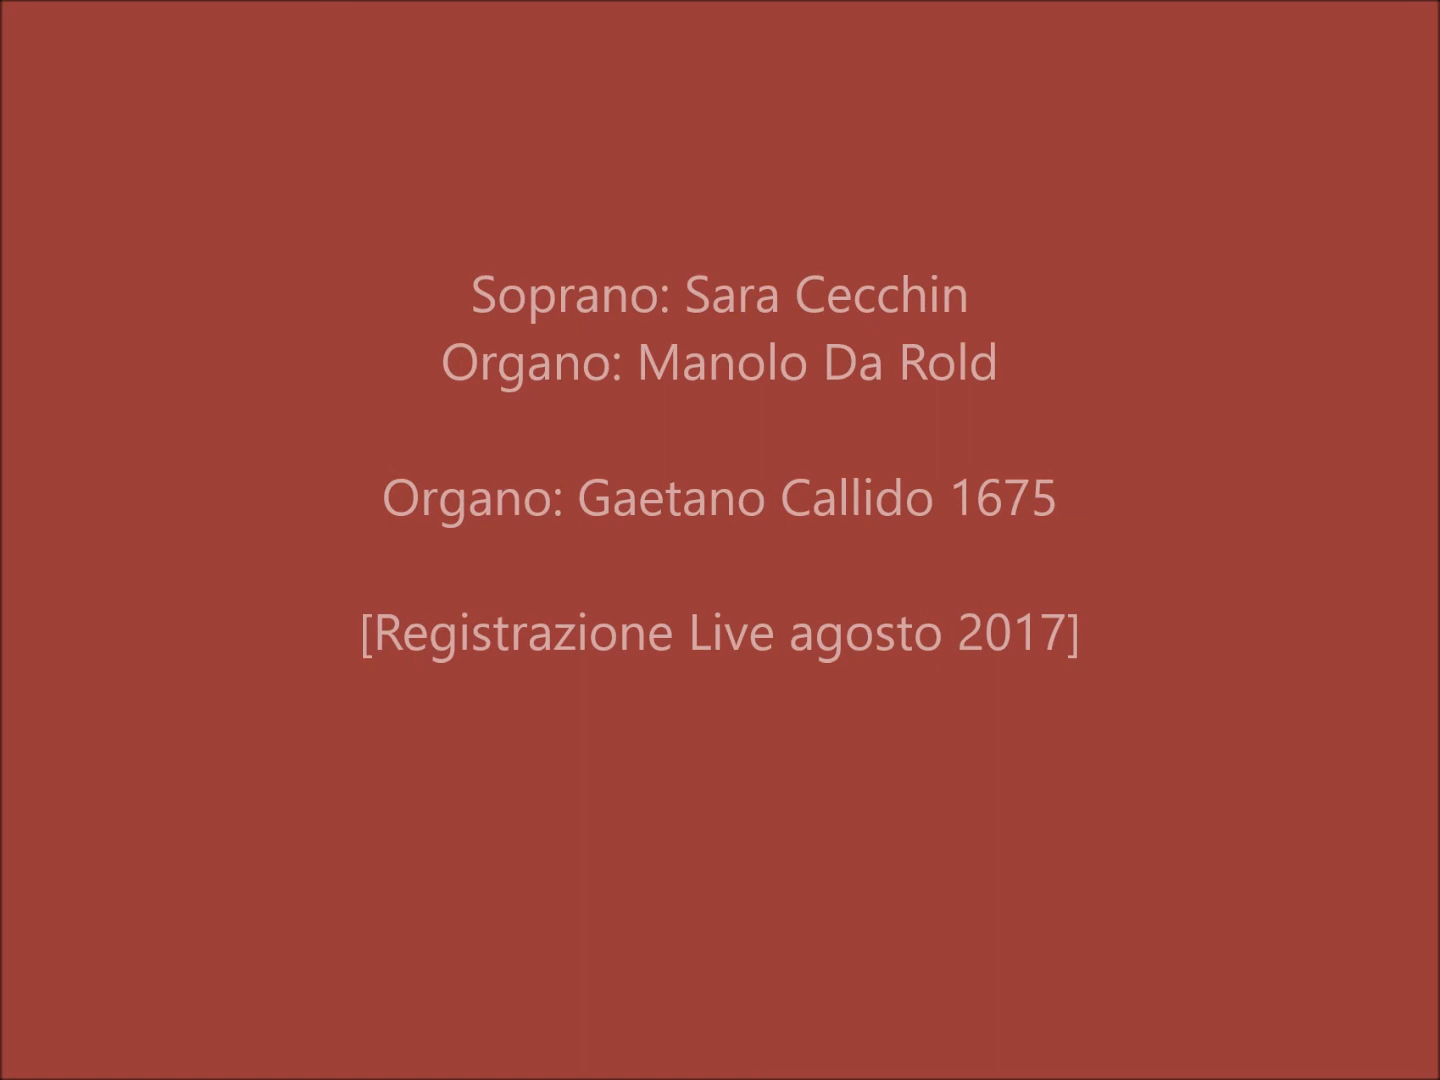 Soprano: Sara Cecchin
Organo: Manolo Da Rold
Organo: Gaetano Callido 1675
[Registrazione Live agosto 2017]